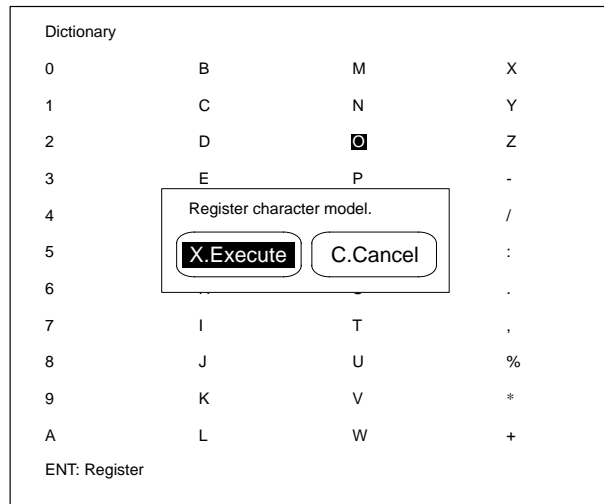 Dictionary
0 B M X
1 C N Y
2 D O Z
3 E P -
4 /
Register character model.
5 :
X.Execute C.Cancel
6 .
7 I T ,
8 J U %
9 K V *
A L W +
ENT: Register